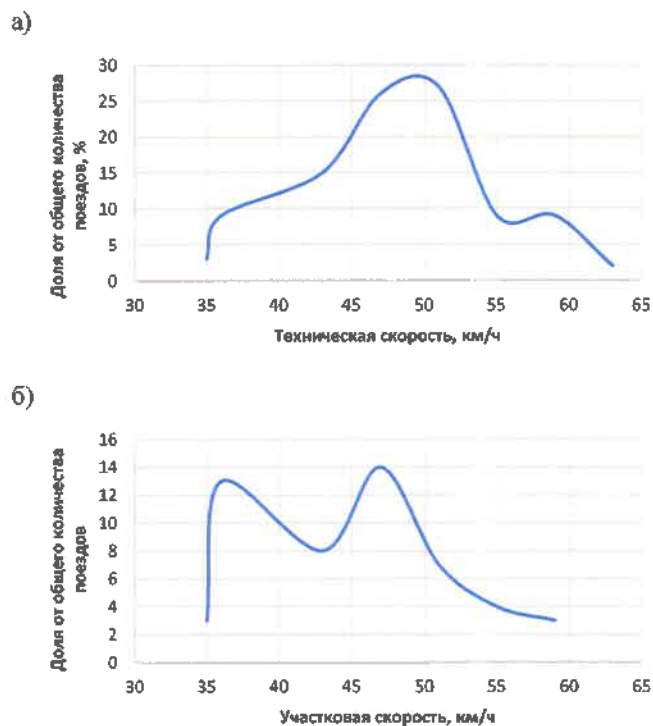 а)
Доля от общего количества
поездов, %
30
25
20
15
10
5
0
30 35 40 45 50 55 60 65
Техническая скорость, км/ч
б)
Доля от общего количества
поездов
16
14
12
10
8
6
4
2
0
30 35 40 45 50 55 60 65
Участковая скорость, км/ч